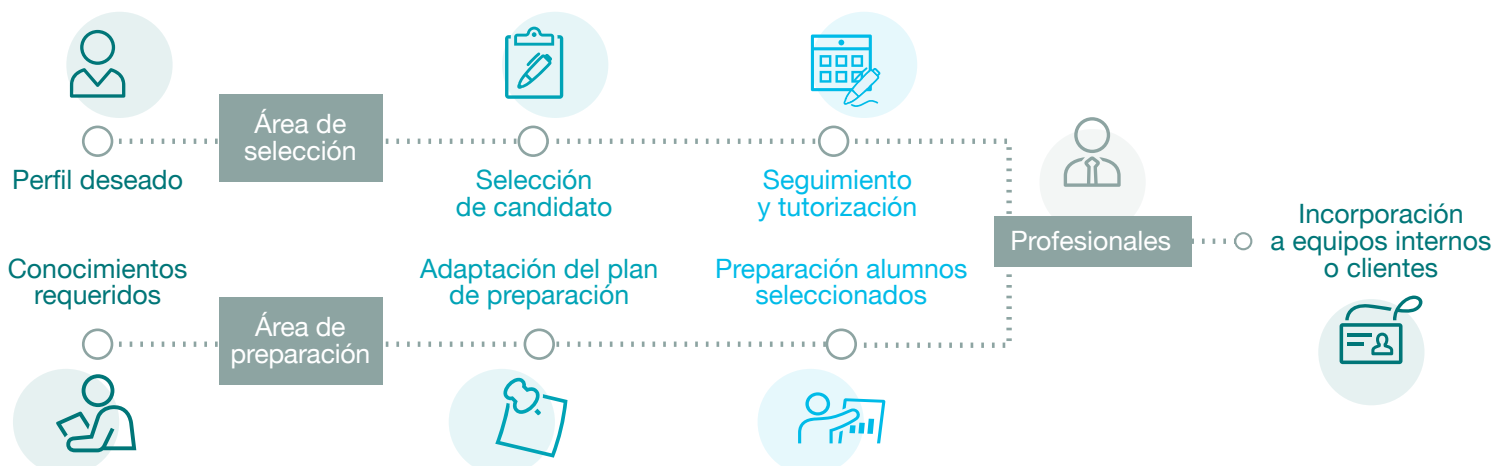 Área de
selección
Perfil deseado
Selección
de candidato
Seguimiento
y tutorización
Profesionales
Incorporación
a equipos internos
o clientes
Conocimientos
requeridos
Área de
preparación
Adaptación del plan
de preparación
Preparación alumnos
seleccionados